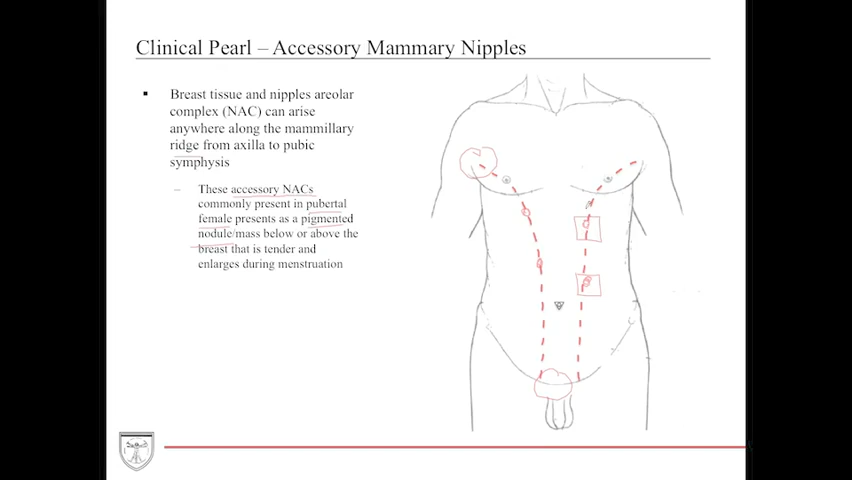 Clinical Pearl – Accessory Mammary Nipples
Breast tissue and nipples areolar
complex (NAC) can arise
anywhere along the mammillary
ridge from axilla to pubic
symphysis
These accessory NACs
commonly present in pubertal
female presents as a pigmented
nodule/mass below or above the
breast that is tender and
enlarges during menstruation